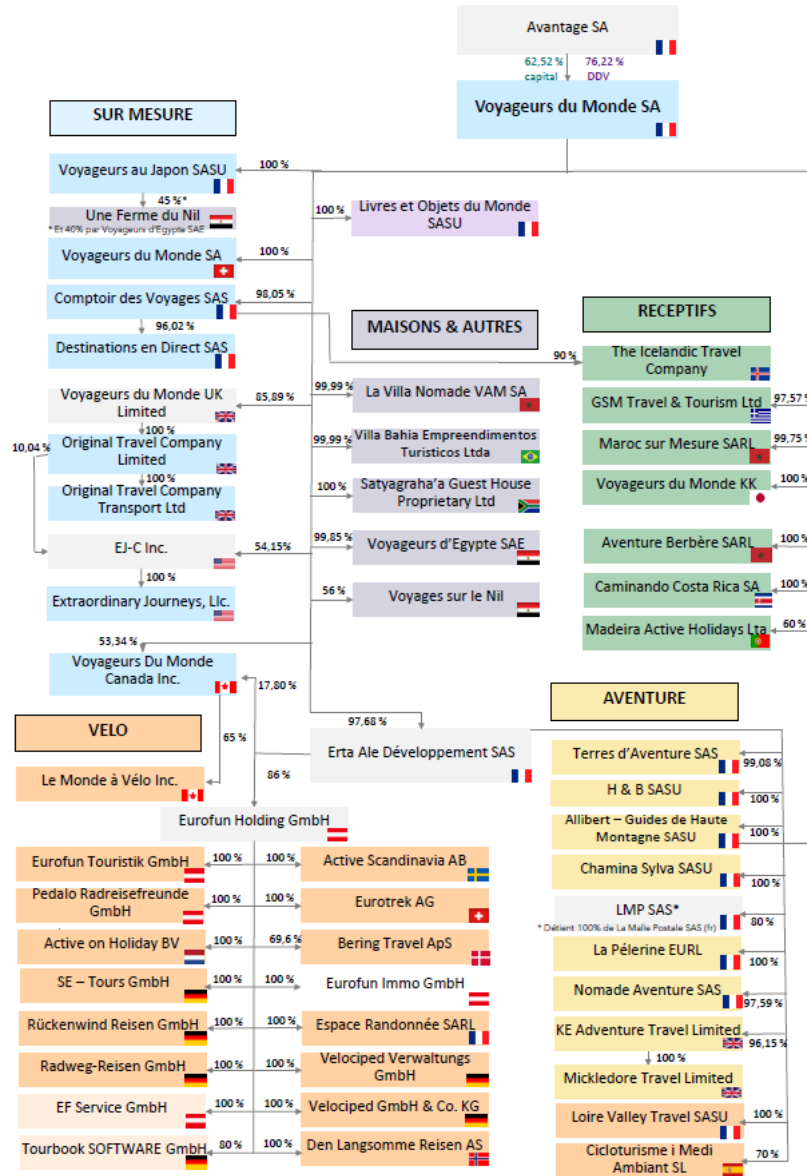 Avantage SA
62,52 %
capital
76,22 %
DDV
Voyageurs du Monde SA
SUR MESURE
Voyageurs au Japon SASU
100 %
45 %*
Une Ferme du Nil
* Et 40% par Voyageurs d'Egypte SAE
Voyageurs du Monde SA
100 %
Comptoir des Voyages SAS
98,05 %
96,02 %
Destinations en Direct SAS
Voyageurs du Monde UK
Limited
85,89 %
100 %
10,04 %
Original Travel Company
Limited
100 %
Original Travel Company
Transport Ltd
EJ-C Inc.
54,15%
100 %
Extraordinary Journeys, Llc.
53,34 %
Voyageurs Du Monde
Canada Inc.
17,80 %
65 %
100 %
Livres et Objets du Monde
SASU
MAISONS & AUTRES
99,99 %
La Villa Nomade VAM SA
99,99 %
Villa Bahia Empreendimentos
Turisticos Ltda
100 %
Satyagraha'a Guest House
Proprietary Ltd
99,85 %
Voyageurs d'Egypte SAE
56 %
Voyages sur le Nil
RECEPTIFS
90 %
The Icelandic Travel
Company
GSM Travel & Tourism Ltd
97,57 %
Maroc sur Mesure SARL
99,75 %
Voyageurs du Monde KK
100 %
Aventure Berbère SARL
100 %
Caminando Costa Rica SA
100 %
Madeira Active Holidays Lta
60 %
97,68 %
Erta Ale Développement SAS
VELO
Le Monde à Vélo Inc.
86 %
Eurofun Holding GmbH
Eurofun Touristik GmbH
100 %
100 %
Active Scandinavia AB
Pedalo Radreisefreunde
GmbH
100 %
100 %
Eurotrek AG
Active on Holiday BV
100 %
69,6 %
Bering Travel ApS
SE – Tours GmbH
100 %
100 %
Eurofun Immo GmbH
Rückenwind Reisen GmbH
100 %
100 %
Espace Randonnée SARL
Radweg-Reisen GmbH
100 %
100 %
Velociped Verwaltungs
GmbH
EF Service GmbH
100 %
100 %
Velociped GmbH & Co. KG
Tourbook SOFTWARE GmbH
80 %
100 %
Den Langsomme Reisen AS
AVENTURE
Terres d'Aventure SAS
99,08 %
H & B SASU
100 %
Allibert – Guides de Haute
Montagne SASU
100 %
Chamina Sylva SASU
100 %
LMP SAS*
* Détient 100% de La Malle Postale SAS (fr)
80 %
La Pélerine EURL
100 %
Nomade Aventure SAS
97,59 %
KE Adventure Travel Limited
96,15 %
100 %
Mickledore Travel Limited
Loire Valley Travel SASU
100 %
Cicloturisme i Medi
Ambiant SL
70 %